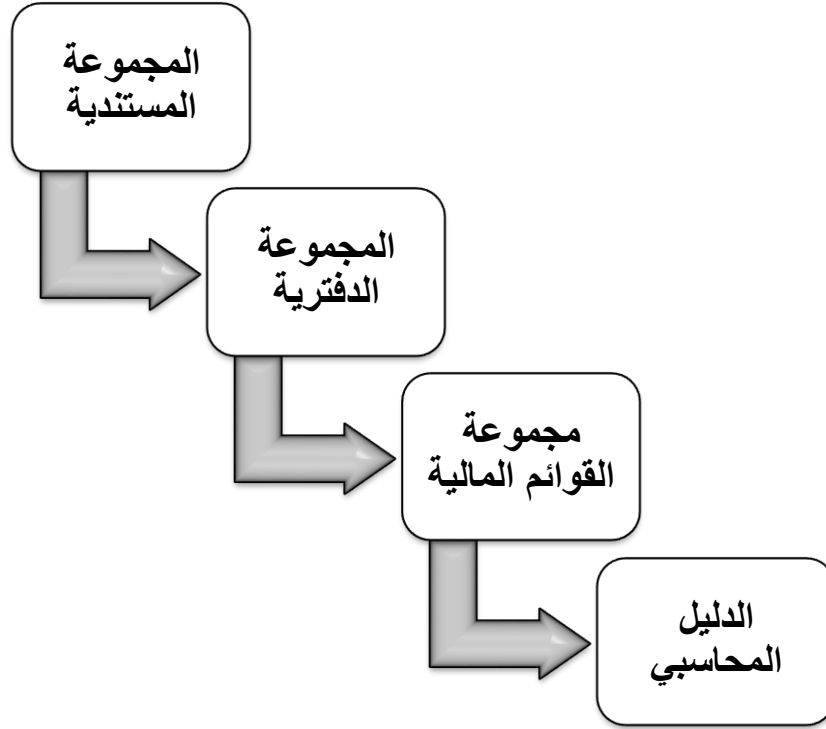 المجموعة
المستندية
المجموعة
الدفترية
مجموعة
القوائم المالية
الدليل
المحاسبي